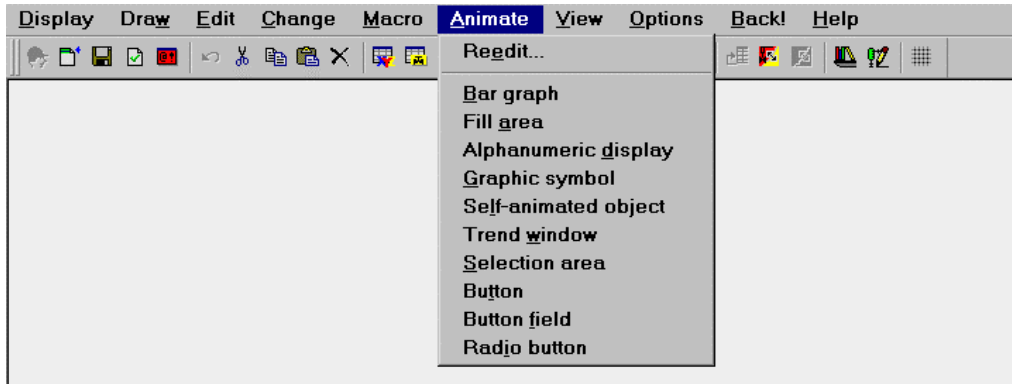 Display Draw Edit Change Macro Animate View Options Back! Help
Reedit...
Bar graph
Fill area
Alphanumeric display
Graphic symbol
Self-animated object
Trend window
Selection area
Button
Button field
Radio button